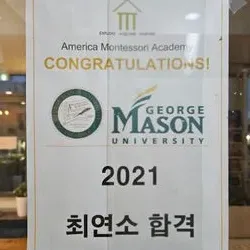 America Montessori Academy
CONGRATULATIONS!
GEORGE
MASON
UNIVERSITY
2021
최연소 합격